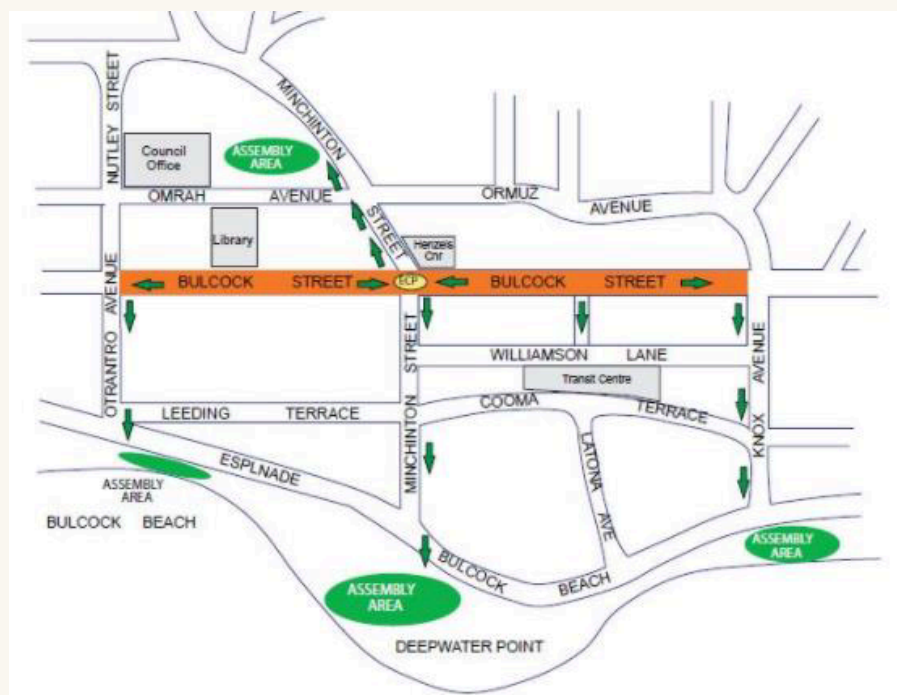 NUTLEY STREET
MINCHINTON
STREET
Council
Office
ASSEMBLY
AREA
OMRAH AVENUE
ORMUZ
AVENUE
Library
Henzels
Cnr
OTRANTRO AVENUE
BULCOCK STREET
ECP
BULCOCK STREET
MINCHINTON STREET
WILLIAMSON LANE
KNOX AVENUE
Transit Centre
LEEDING TERRACE
COOMA
TERRACE
LATONA AVE
ESPLNADE
ASSEMBLY
AREA
BULCOCK BEACH
BULCOCK
BEACH
ASSEMBLY
AREA
ASSEMBLY
AREA
DEEPWATER POINT